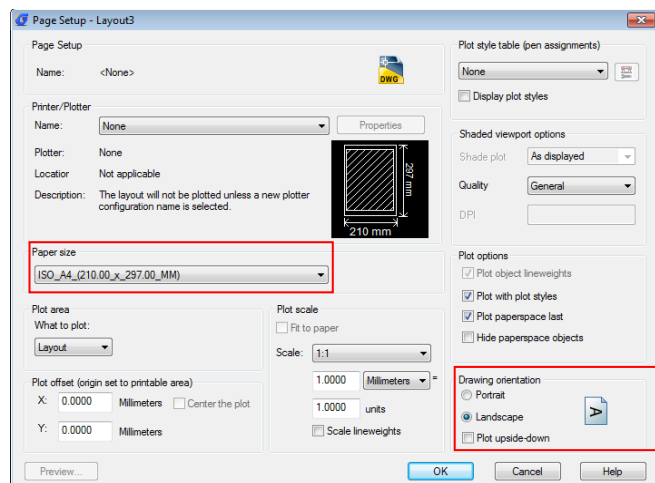 Page Setup - Layout3
Page Setup
Name: <None>
DWG
Printer/Plotter
Name: None Properties
Plotter: None
Locatior Not applicable
Description: The layout will not be plotted unless a new plotter
configuration name is selected.
297 mm
210 mm
Paper size
ISO_A4_(210.00_x_297.00_MM)
Plot area
What to plot:
Layout
Plot offset (origin set to printable area)
X: 0.0000 Millimeters Center the plot
Y: 0.0000 Millimeters
Plot scale
Fit to paper
Scale: 1:1
1.0000 Millimeters =
1.0000 units
Scale lineweights
Plot style table (pen assignments)
None
Display plot styles
Shaded viewport options
Shade plot As displayed
Quality General
DPI
Plot options
Plot object lineweights
Plot with plot styles
Plot paperspace last
Hide paperspace objects
Drawing orientation
Portrait
Landscape
A
Plot upside-down
Preview... OK Cancel Help